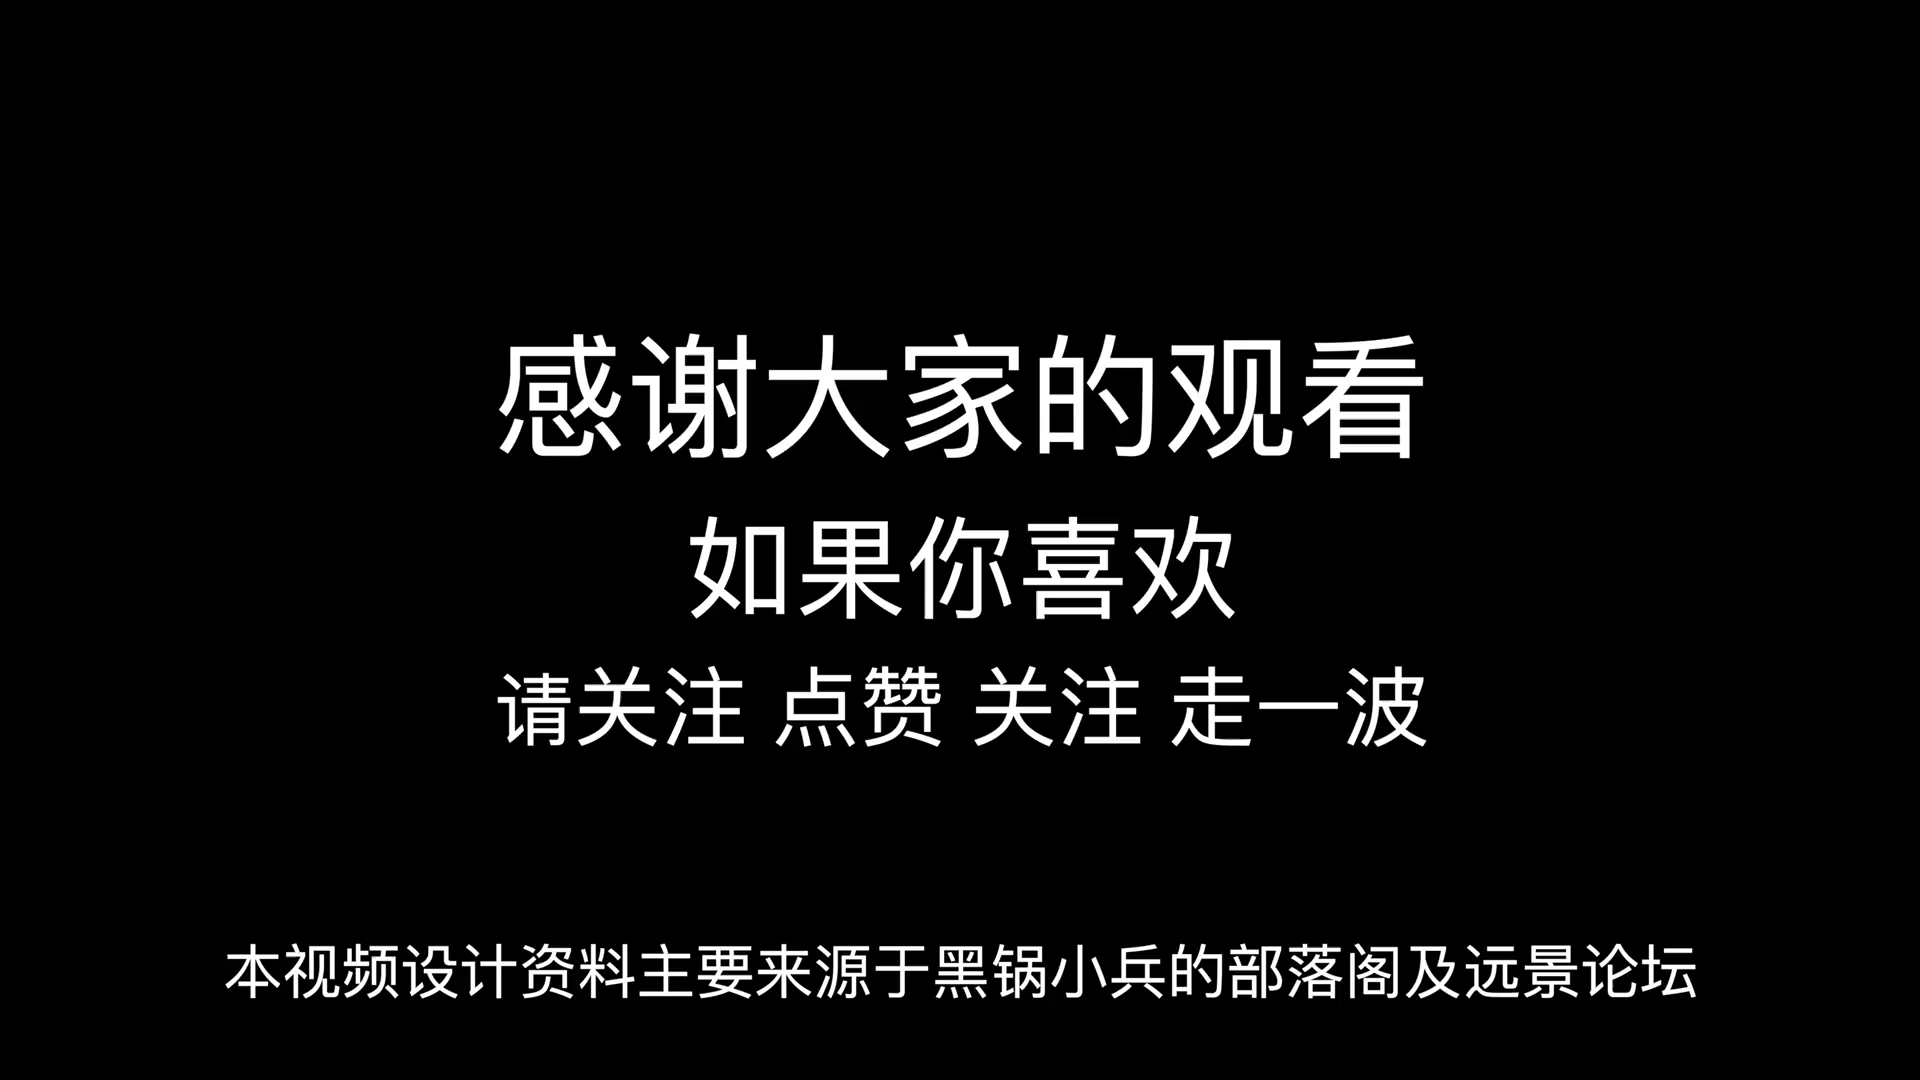 感谢大家的观看
如果你喜欢
请关注 点赞 关注 走一波
本视频设计资料主要来源于黑锅小兵的部落阁及远景论坛